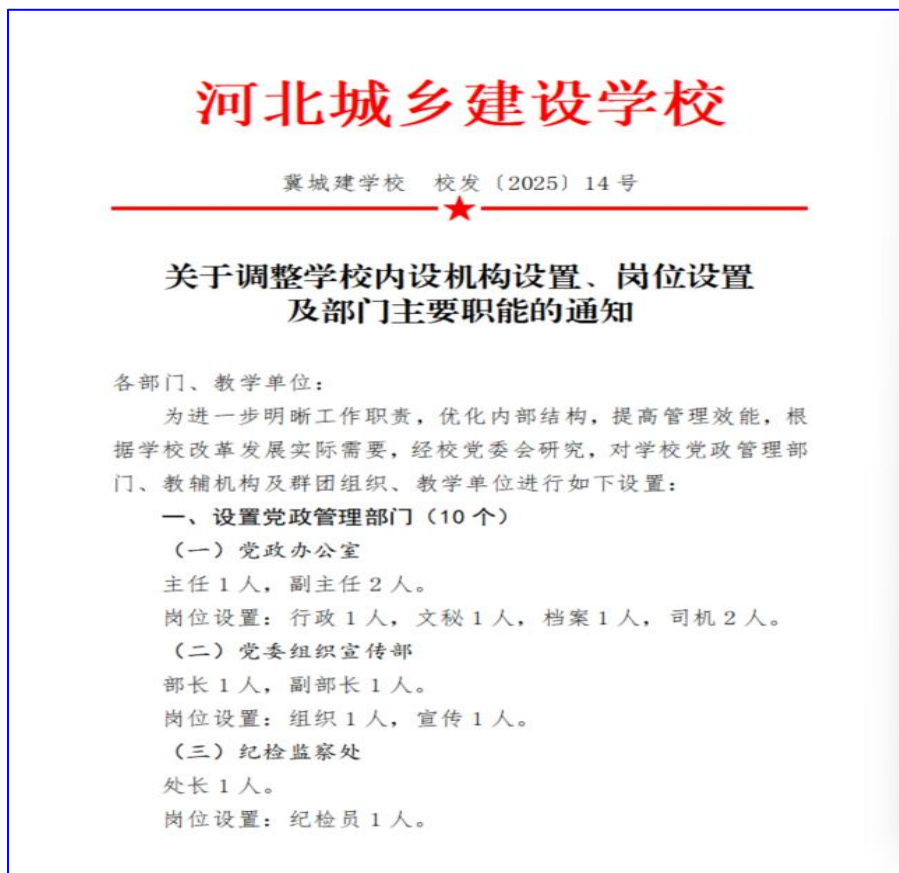 河北城乡建设学校
冀城建学校 校发〔2025〕14 号
关于调整学校内设机构设置、岗位设置
及部门主要职能的通知
各部门、教学单位：
为进一步明晰工作职责，优化内部结构，提高管理效能，根
据学校改革发展实际需要，经校党委会研究，对学校党政管理部
门、教辅机构及群团组织、教学单位进行如下设置：
一、设置党政管理部门（10 个）
（一）党政办公室
主任 1 人，副主任 2 人。
岗位设置：行政 1 人，文秘 1 人，档案 1 人，司机 2 人。
（二）党委组织宣传部
部长 1 人，副部长 1 人。
岗位设置：组织 1 人，宣传 1 人。
（三）纪检监察处
处长 1 人。
岗位设置：纪检员 1 人。